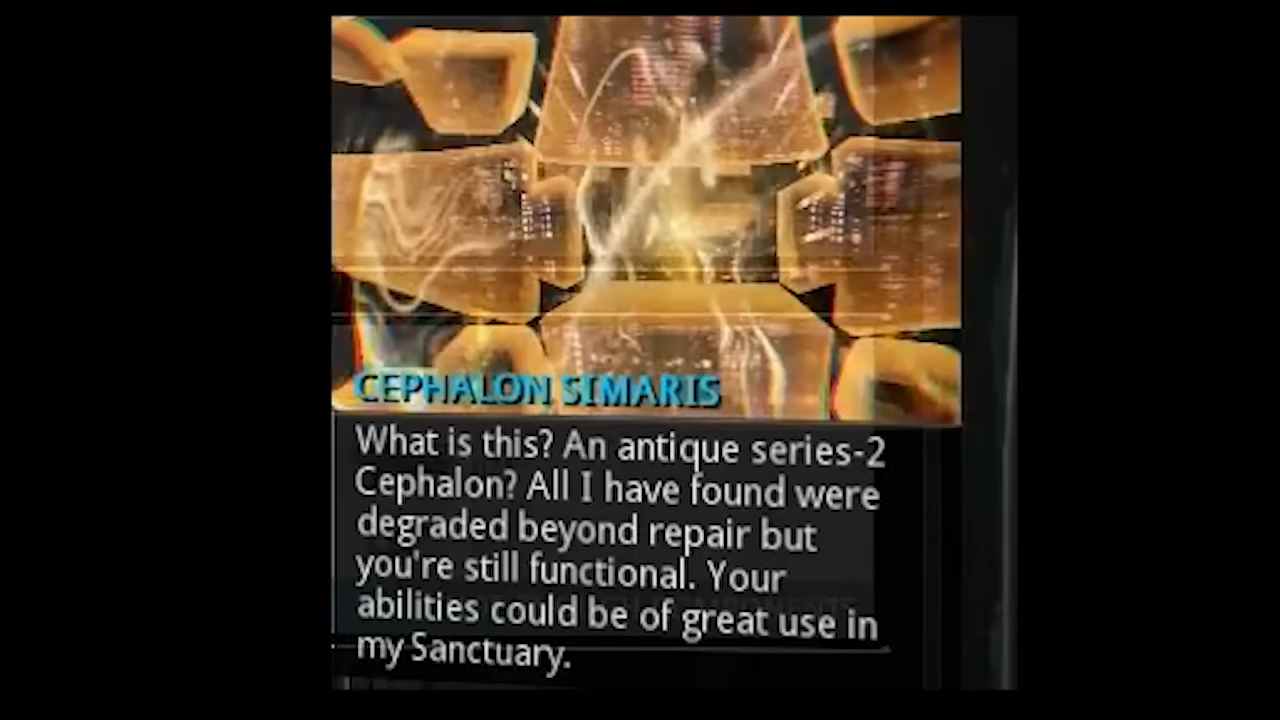 CEPHALON SIMARIS
What is this? An antique series-2
Cephalon? All I have found were
degraded beyond repair but
you're still functional. Your
abilities could be of great use in
my Sanctuary.